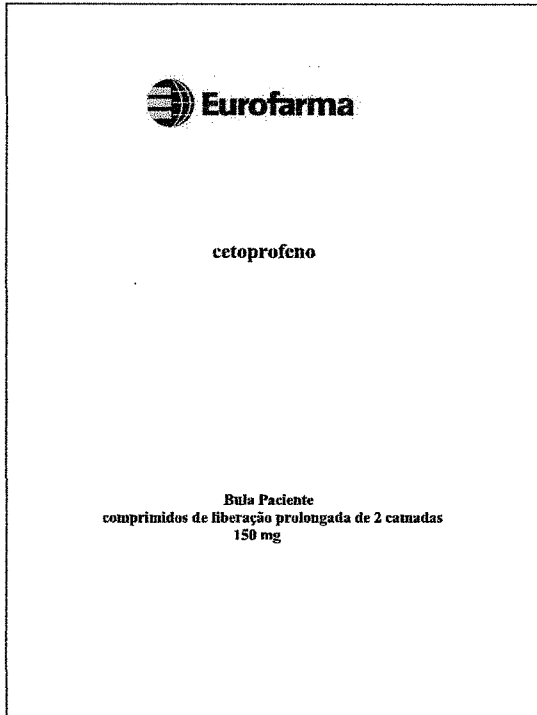 Eurofarma
cetoprofeno
Bula Paciente
comprimidos de liberação prolongada de 2 camadas
150 mg